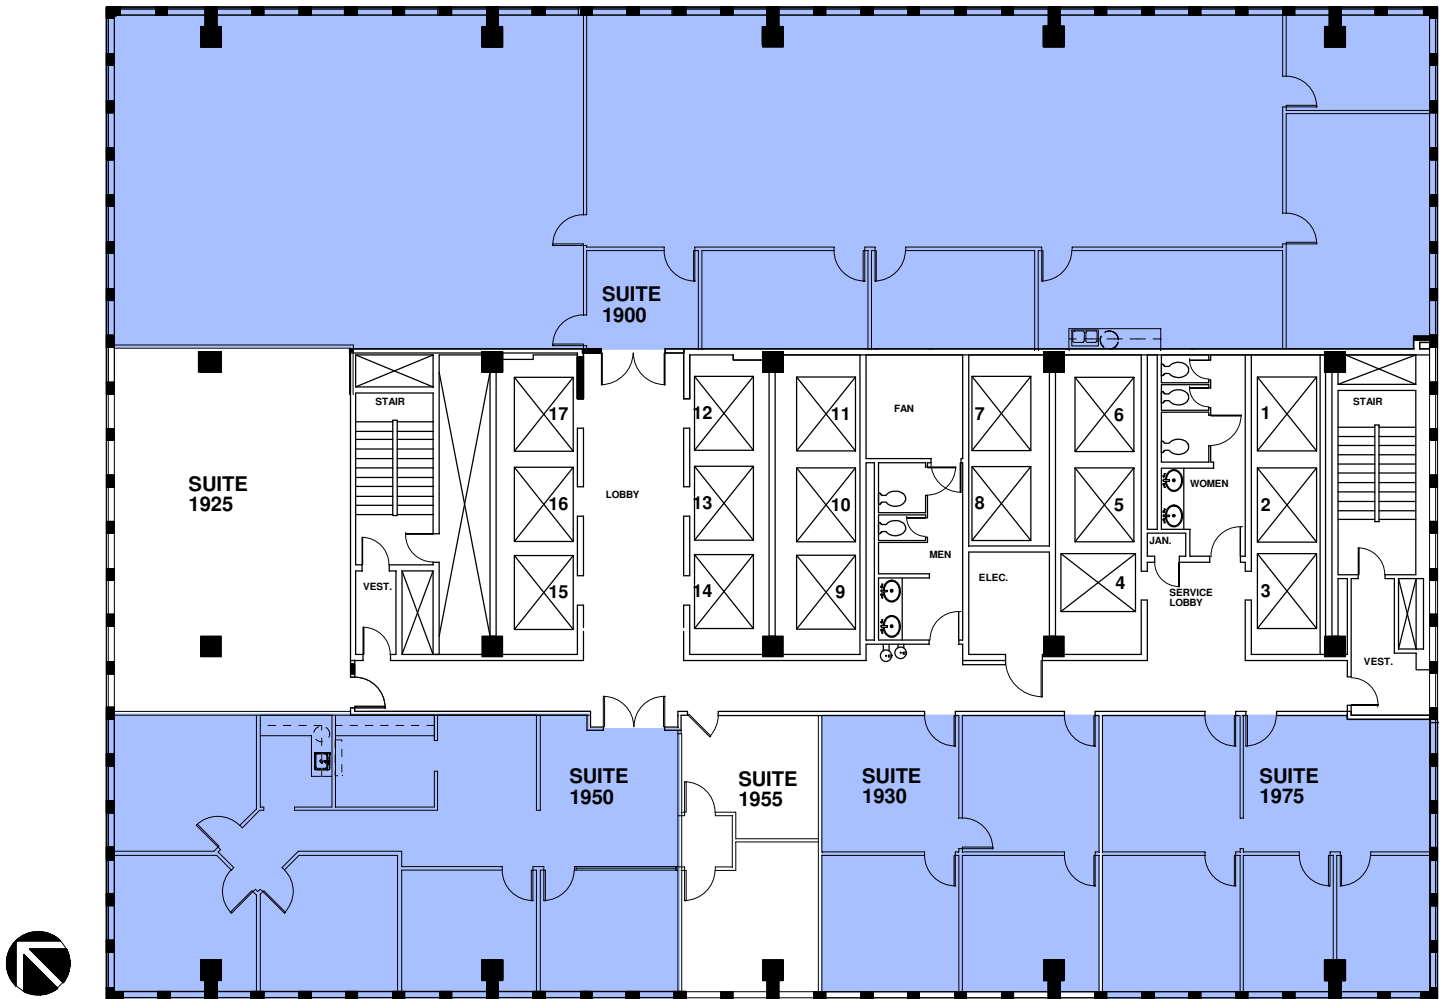 SUITE
1900
STAIR
17
12
11
FAN
7
6
1
STAIR
SUITE
1925
LOBBY
16
13
10
8
5
WOMEN
2
VEST.
15
14
9
MEN
ELEC.
4
JAN.
SERVICE
LOBBY
3
VEST.
SUITE
1950
SUITE
1955
SUITE
1930
SUITE
1975